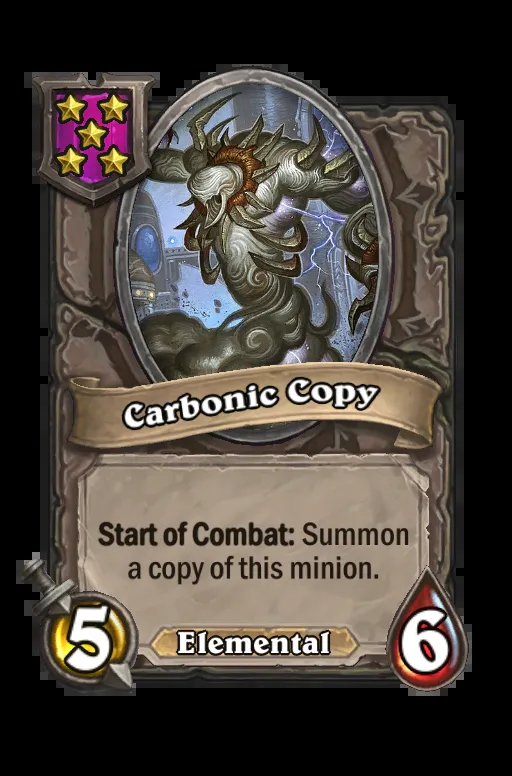 Carbonic Copy
Start of Combat: Summon
a copy of this minion.
5
Elemental
6